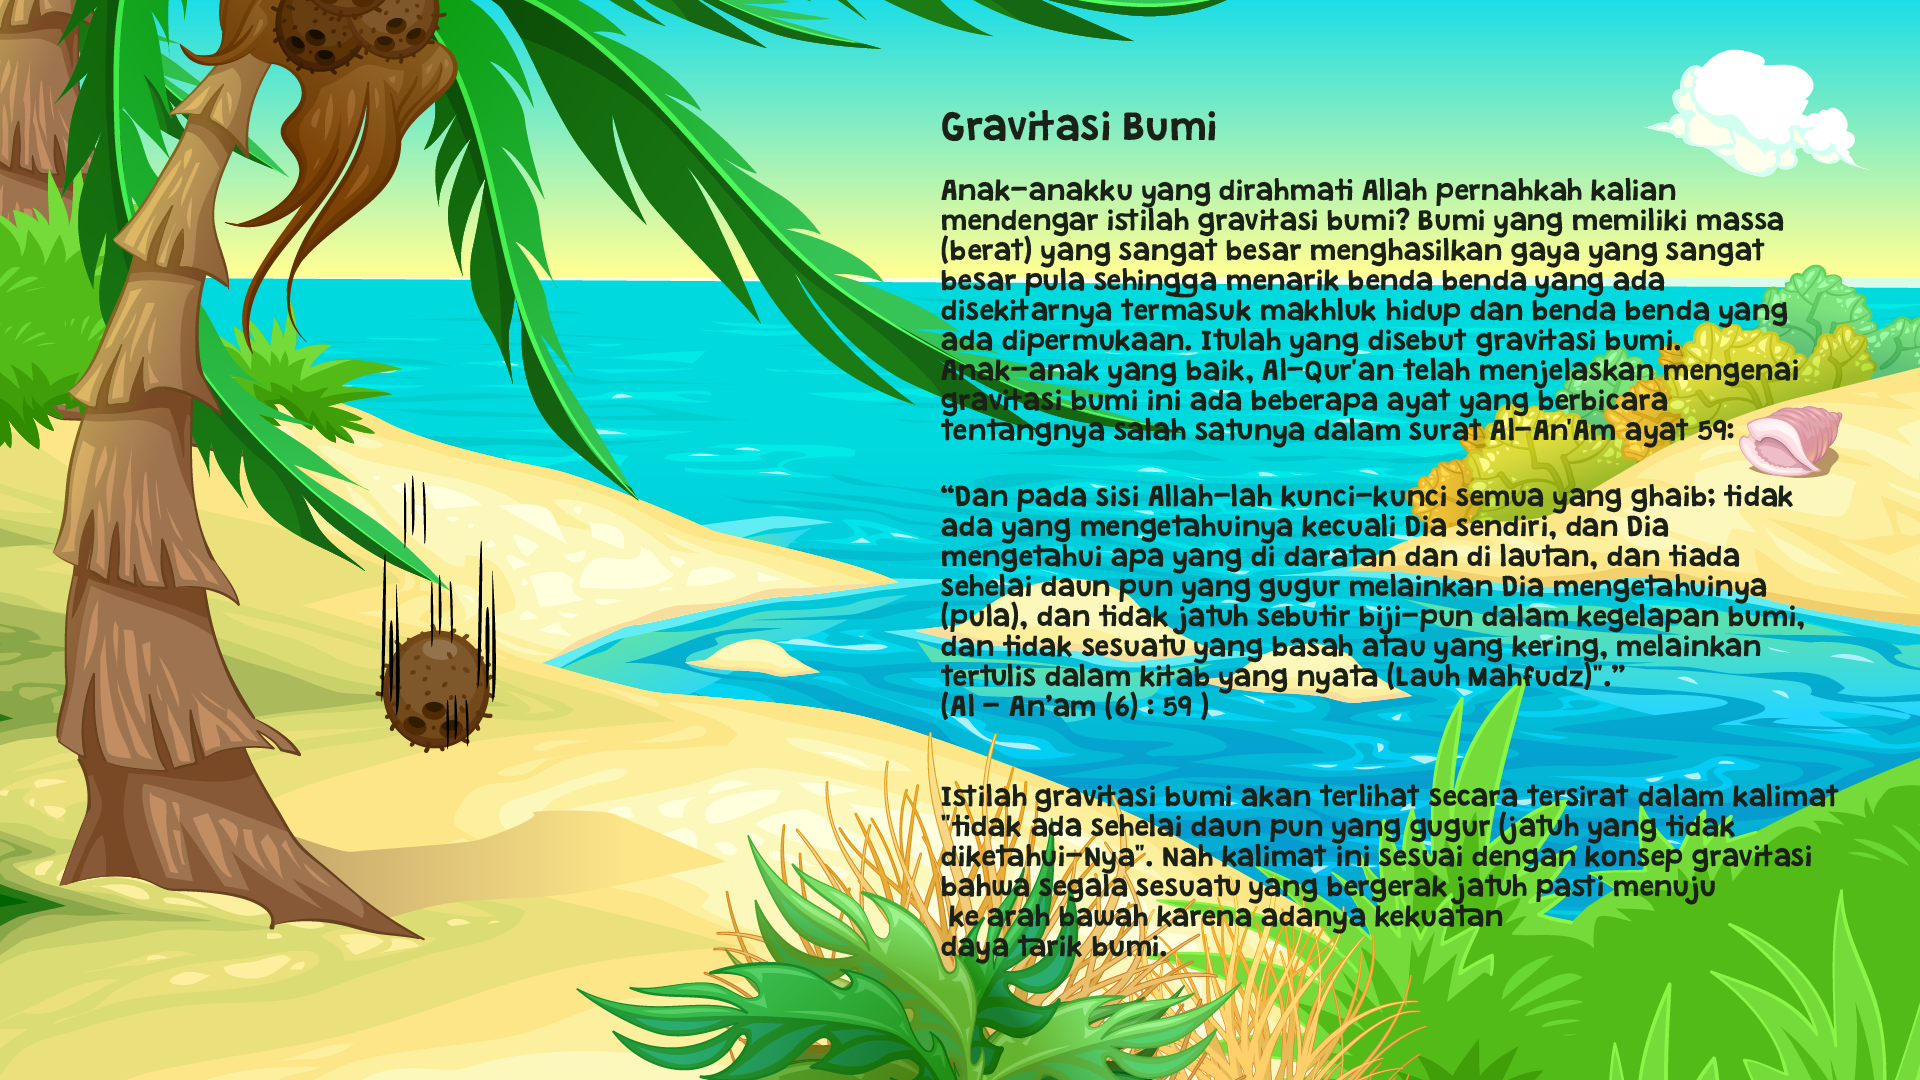 Gravitasi Bumi
Anak-anakku yang dirahmati Allah pernahkah kalian
mendengar istilah gravitasi bumi? Bumi yang memiliki massa
(berat) yang sangat besar menghasilkan gaya yang sangat
besar pula sehingga menarik benda benda yang ada
disekitarnya termasuk makhluk hidup dan benda benda yang
ada dipermukaan. Itulah yang disebut gravitasi bumi.
Anak-anak yang baik, Al-Qur'an telah menjelaskan mengenai
gravitasi bumi ini ada beberapa ayat yang berbicara
tentangnya salah satunya dalam surat Al-An'Am ayat 59:
“Dan pada sisi Allah-lah kunci-kunci semua yang ghaib; tidak
ada yang mengetahuinya kecuali Dia sendiri, dan Dia
mengetahui apa yang di daratan dan di lautan, dan tiada
sehelai daun pun yang gugur melainkan Dia mengetahuinya
(pula), dan tidak jatuh sebutir biji-pun dalam kegelapan bumi,
dan tidak sesuatu yang basah atau yang kering, melainkan
tertulis dalam kitab yang nyata (Lauh Mahfudz)".”
(Al - An’am (6) : 59 )
Istilah gravitasi bumi akan terlihat secara tersirat dalam kalimat
"tidak ada sehelai daun pun yang gugur (jatuh yang tidak
diketahui-Nya". Nah kalimat ini sesuai dengan konsep gravitasi
bahwa segala sesuatu yang bergerak jatuh pasti menuju
ke arah bawah karena adanya kekuatan
daya tarik bumi.